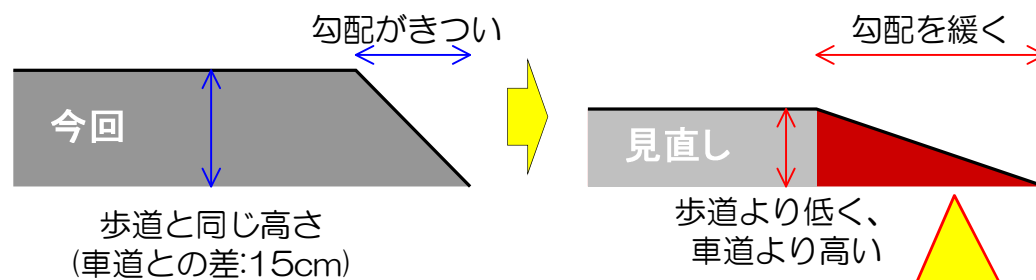 勾配がきつい
今回
歩道と同じ高さ
(車道との差:15cm)
勾配を緩く
見直し
歩道より低く、
車道より高い